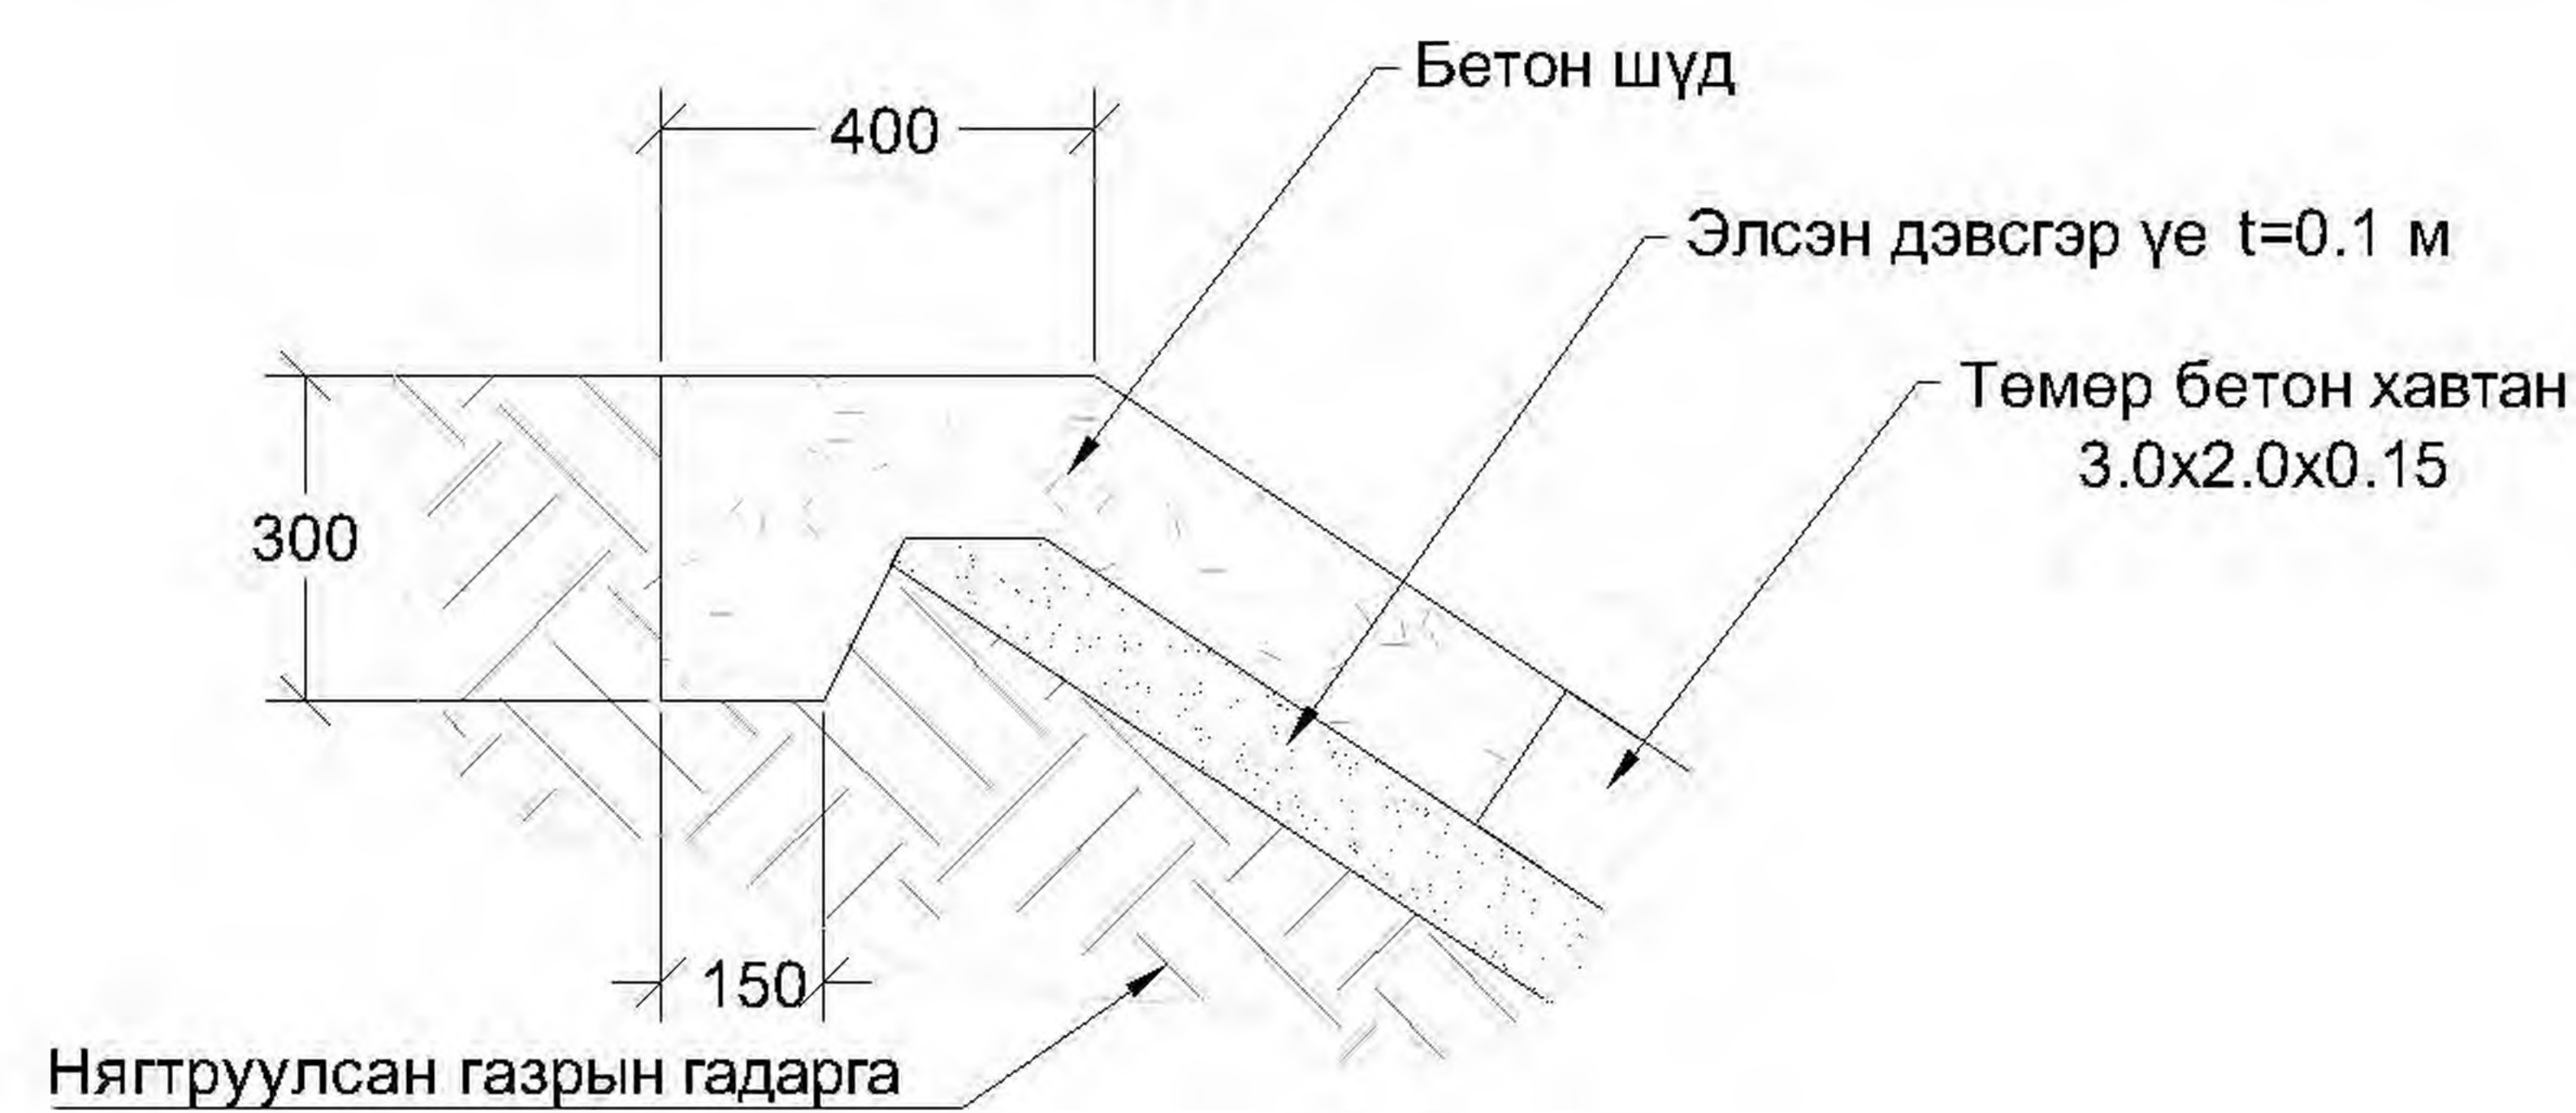 Бетон шүд
400
Элсэн дэвсгэр үе t=0.1 м
Төмөр бетон хавтан
3.0x2.0x0.15
300
150
Нягтруулсан газрын гадарга